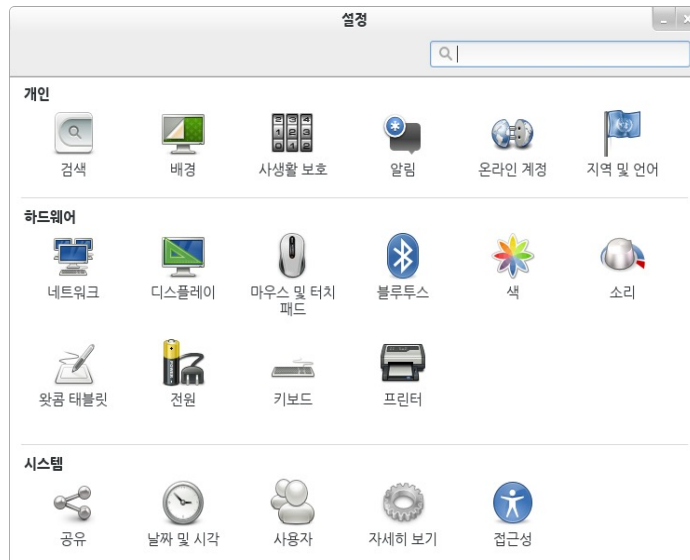 설정
개인
검색
배경
사생활 보호
알림
온라인 계정
지역 및 언어
하드웨어
네트워크
디스플레이
마우스 및 터치
패드
블루투스
색
소리
왓콤 태블릿
전원
키보드
프린터
시스템
공유
날짜 및 시각
사용자
자세히 보기
접근성